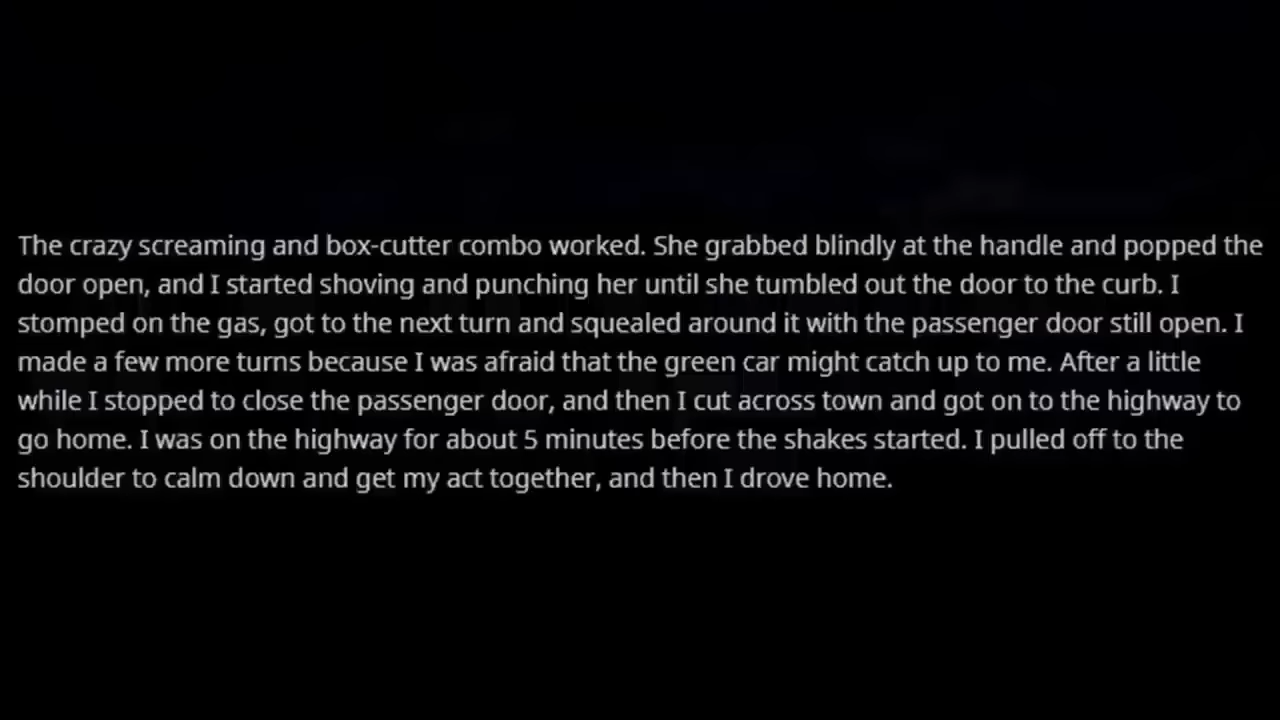 The crazy screaming and box-cutter combo worked. She grabbed blindly at the handle and popped the
door open, and I started shoving and punching her until she tumbled out the door to the curb. I
stomped on the gas, got to the next turn and squealed around it with the passenger door still open. I
made a few more turns because I was afraid that the green car might catch up to me. After a little
while I stopped to close the passenger door, and then I cut across town and got on to the highway to
go home. I was on the highway for about 5 minutes before the shakes started. I pulled off to the
shoulder to calm down and get my act together, and then I drove home.